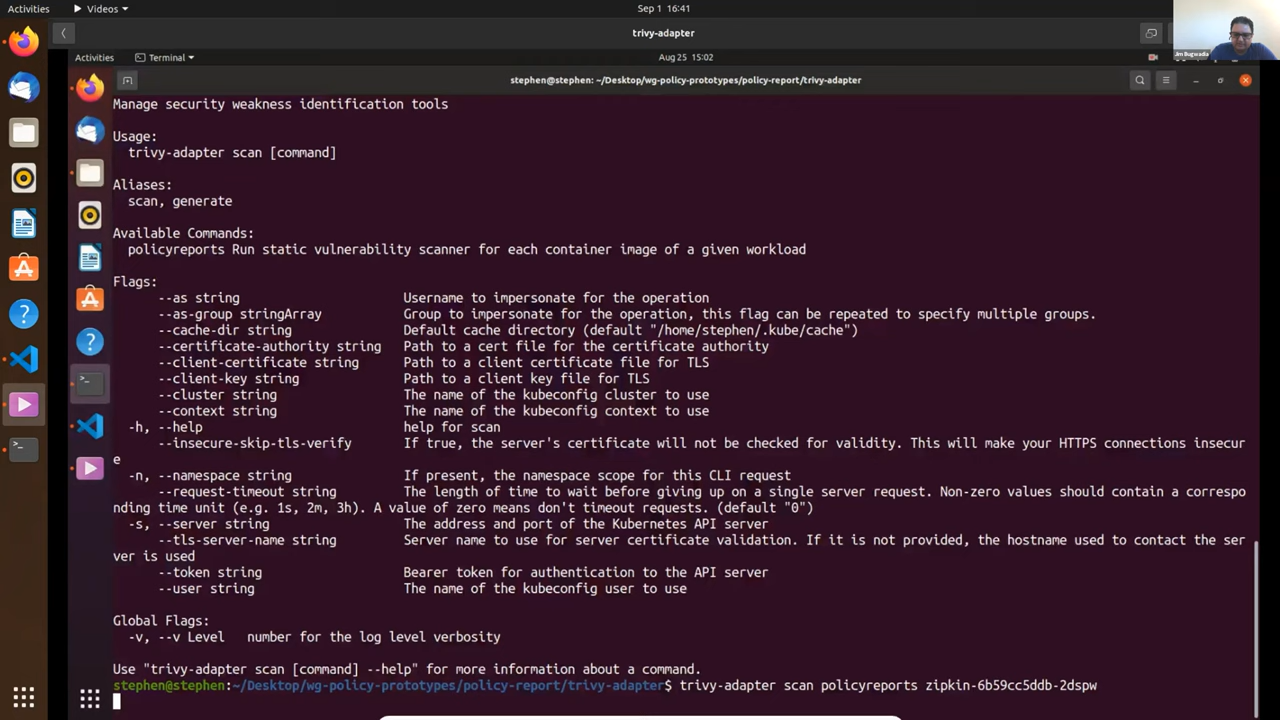 Activities
Videos
Sep 1 16:41
trivy-adapter
Jim Bugwadia
Activities
Terminal
Aug 25 15:02
stephen@stephen: ~/Desktop/wg-policy-prototypes/policy-report/trivy-adapter
Manage security weakness identification tools
Usage:
trivy-adapter scan [command]
Aliases:
scan, generate
Available Commands:
policyreports Run static vulnerability scanner for each container image of a given workload
Flags:
--as string Username to impersonate for the operation
--as-group stringArray Group to impersonate for the operation, this flag can be repeated to specify multiple groups.
--cache-dir string Default cache directory (default "/home/stephen/.kube/cache")
--certificate-authority string Path to a cert file for the certificate authority
--client-certificate string Path to a client certificate file for TLS
--client-key string Path to a client key file for TLS
--cluster string The name of the kubeconfig cluster to use
--context string The name of the kubeconfig context to use
-h, --help help for scan
--insecure-skip-tls-verify If true, the server's certificate will not be checked for validity. This will make your HTTPS connections insecur
e
-n, --namespace string If present, the namespace scope for this CLI request
--request-timeout string The length of time to wait before giving up on a single server request. Non-zero values should contain a correspo
nding time unit (e.g. 1s, 2m, 3h). A value of zero means don't timeout requests. (default "0")
-s, --server string The address and port of the Kubernetes API server
--tls-server-name string Server name to use for server certificate validation. If it is not provided, the hostname used to contact the ser
ver is used
--token string Bearer token for authentication to the API server
--user string The name of the kubeconfig user to use
Global Flags:
-v, --v Level number for the log level verbosity
Use "trivy-adapter scan [command] --help" for more information about a command.
stephen@stephen:~/Desktop/wg-policy-prototypes/policy-report/trivy-adapter$ trivy-adapter scan policyreports zipkin-6b59cc5ddb-2dspw